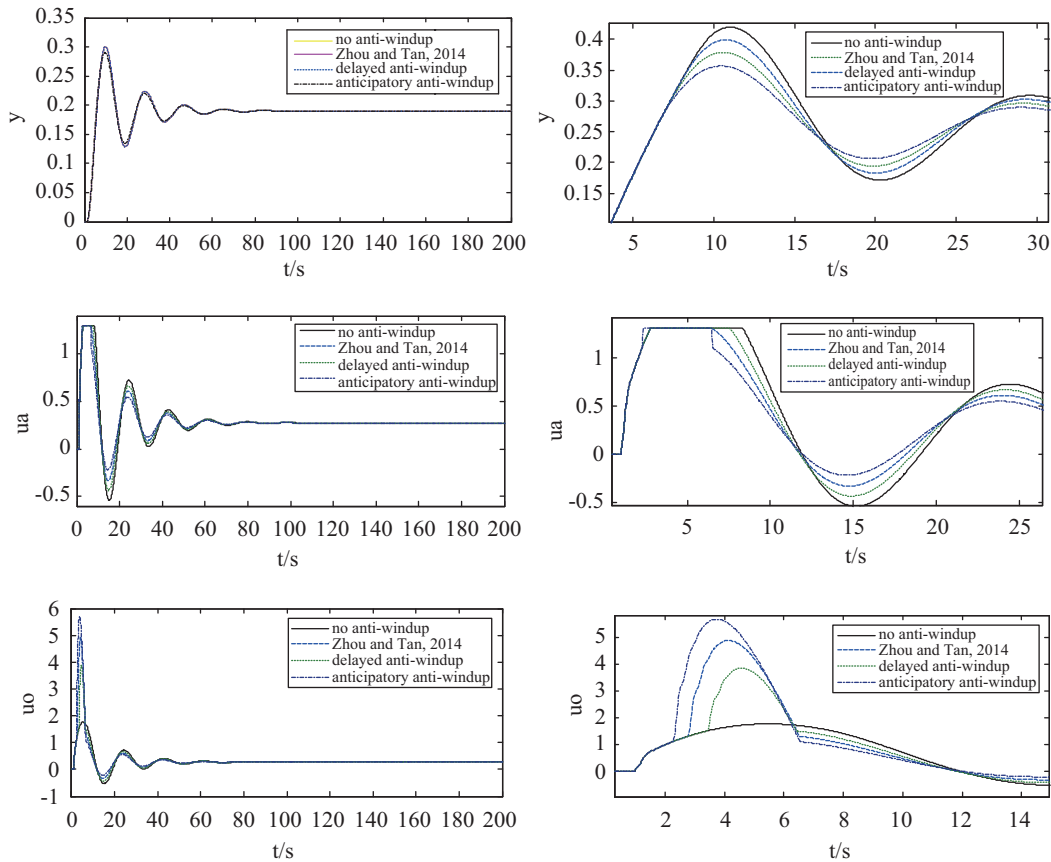 0.35
0.3
0.25
0.2
0.15
0.1
0.05
0
y
no anti-windup
Zhou and Tan, 2014
delayed anti-windup
anticipatory anti-windup
0 20 40 60 80 100 120 140 160 180 200
t/s
0.4
0.35
0.3
0.25
0.2
0.15
y
no anti-windup
Zhou and Tan, 2014
delayed anti-windup
anticipatory anti-windup
5 10 15 20 25 30
t/s
1
0.5
0
-0.5
ua
no anti-windup
Zhou and Tan, 2014
delayed anti-windup
anticipatory anti-windup
0 20 40 60 80 100 120 140 160 180 200
t/s
1
0.5
0
-0.5
ua
no anti-windup
Zhou and Tan, 2014
delayed anti-windup
anticipatory anti-windup
5 10 15 20 25
t/s
6
5
4
3
2
1
0
-1
uo
no anti-windup
Zhou and Tan, 2014
delayed anti-windup
anticipatory anti-windup
0 20 40 60 80 100 120 140 160 180 200
t/s
5
4
3
2
1
0
uo
no anti-windup
Zhou and Tan, 2014
delayed anti-windup
anticipatory anti-windup
2 4 6 8 10 12 14
t/s